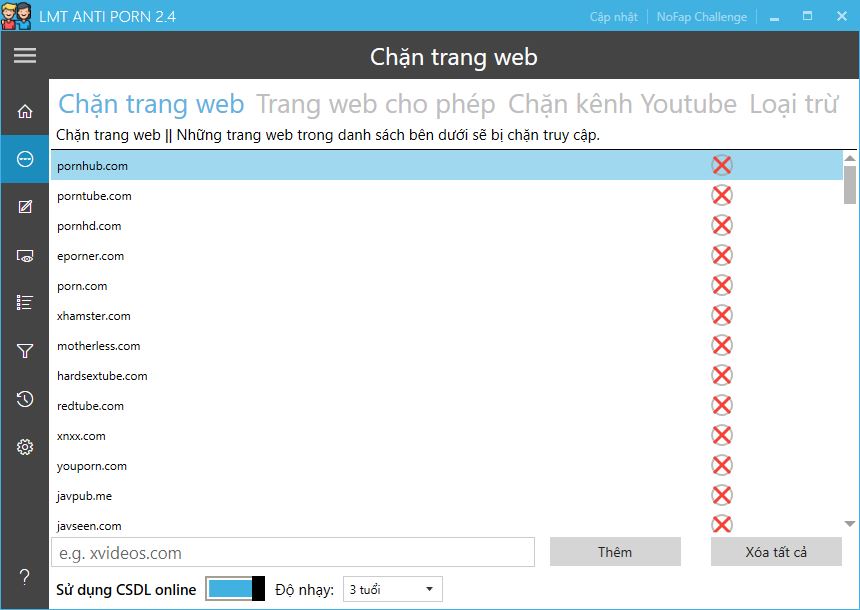 LMT ANTI PORN 2.4
Cập nhật NoFap Challenge
Chặn trang web
Chặn trang web Trang web cho phép Chặn kênh Youtube Loại trừ
Chặn trang web || Những trang web trong danh sách bên dưới sẽ bị chặn truy cập.
pornhub.com
porntube.com
pornhd.com
eporner.com
porn.com
xhamster.com
motherless.com
hardsextube.com
redtube.com
xnxx.com
youporn.com
javpub.me
javseen.com
e.g. xvideos.com Thêm Xóa tất cả
Sử dụng CSDL online Độ nhạy: 3 tuổi